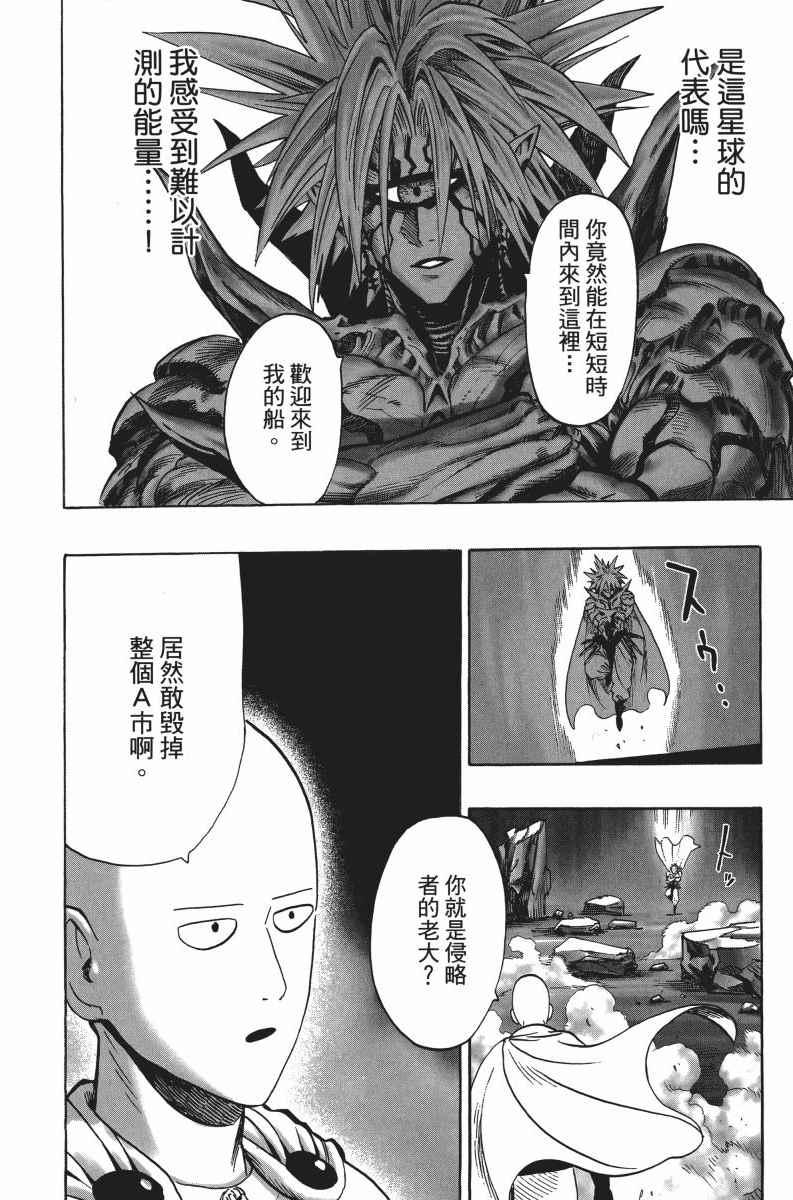 是這星球的
代表嗎…
我感受到難以計
測的能量……！
你竟然能在短短時
間內來到這裡…
歡迎來到
我的船。
スゥ…
ト…
你就是侵略
者的老大？
居然敢毀掉
整個A市啊。